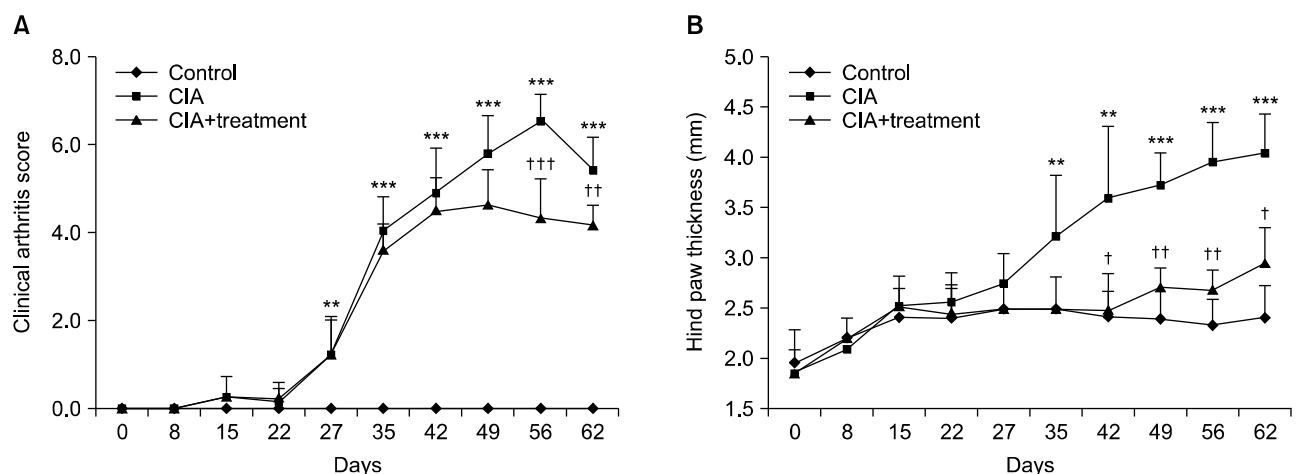 A
Clinical arthritis score
8.0
6.0
4.0
2.0
0.0
Control
CIA
CIA+treatment
**
***
***
***
***
***
†††
††
0 8 15 22 27 35 42 49 56 62
Days
B
Hind paw thickness (mm)
5.0
4.5
4.0
3.5
3.0
2.5
2.0
1.5
Control
CIA
CIA+treatment
**
**
***
***
***
†
††
††
†
0 8 15 22 27 35 42 49 56 62
Days